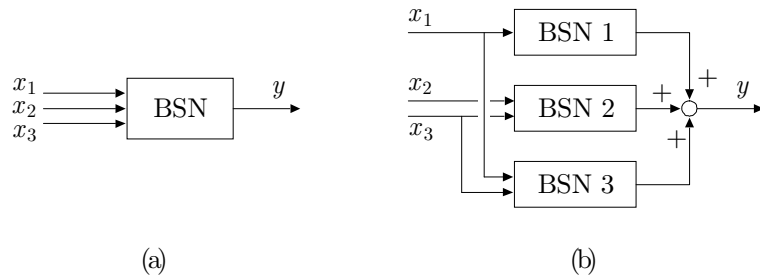 x₁
x₂
x₃
BSN
y
(a)
x₁
x₂
x₃
BSN 1
BSN 2
BSN 3
+
+
+
y
(b)